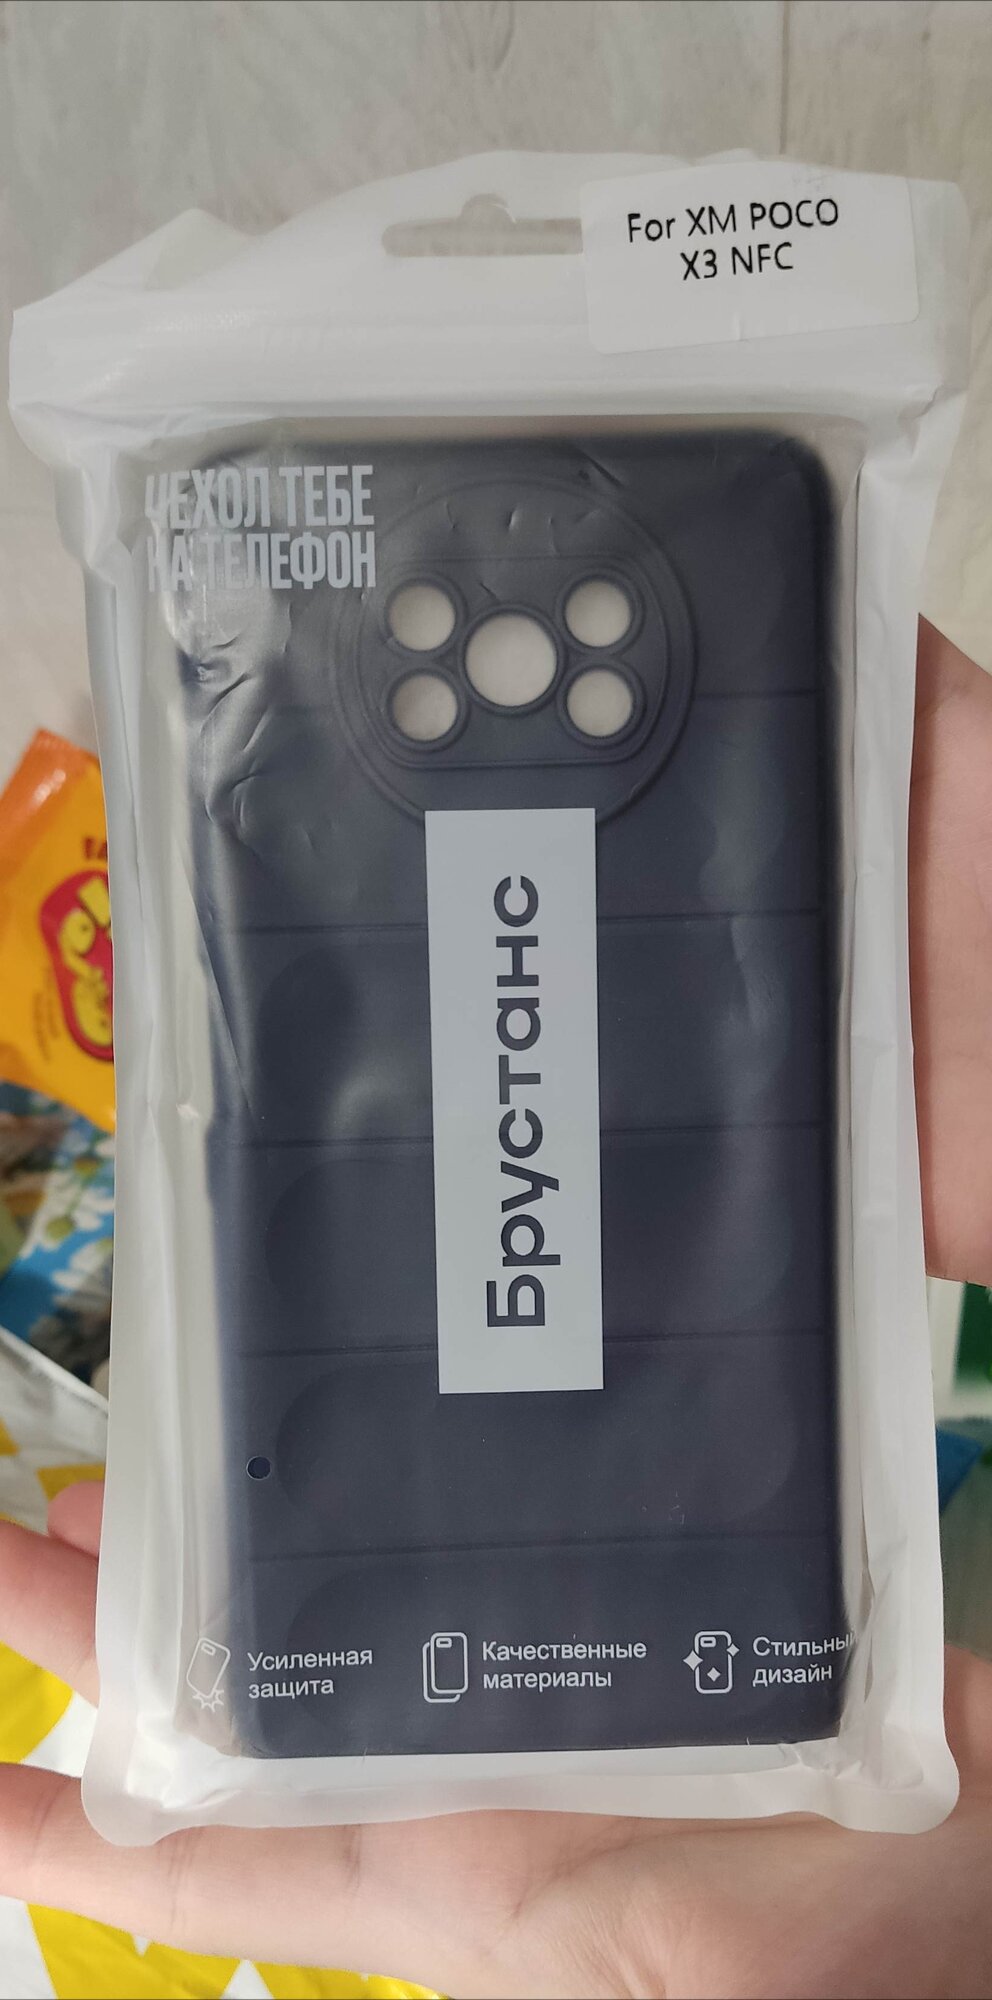 For XM POCO
X3 NFC
ЧЕХОЛ ТЕБЕ
НА ТЕЛЕФОН
Брустанс
Усиленная
защита
Качественные
материалы
Стильный
дизайн